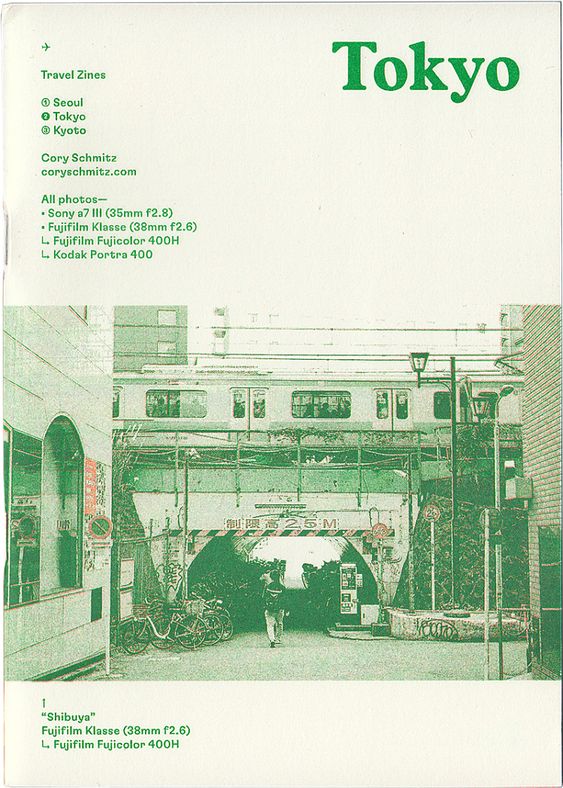 Tokyo
✈
Travel Zines
① Seoul
❷ Tokyo
③ Kyoto
Cory Schmitz
coryschmitz.com
All photos—
• Sony a7 III (35mm f2.8)
• Fujifilm Klasse (38mm f2.6)
↳ Fujifilm Fujicolor 400H
↳ Kodak Portra 400
制限高2.5M
↑
“Shibuya”
Fujifilm Klasse (38mm f2.6)
↳ Fujifilm Fujicolor 400H